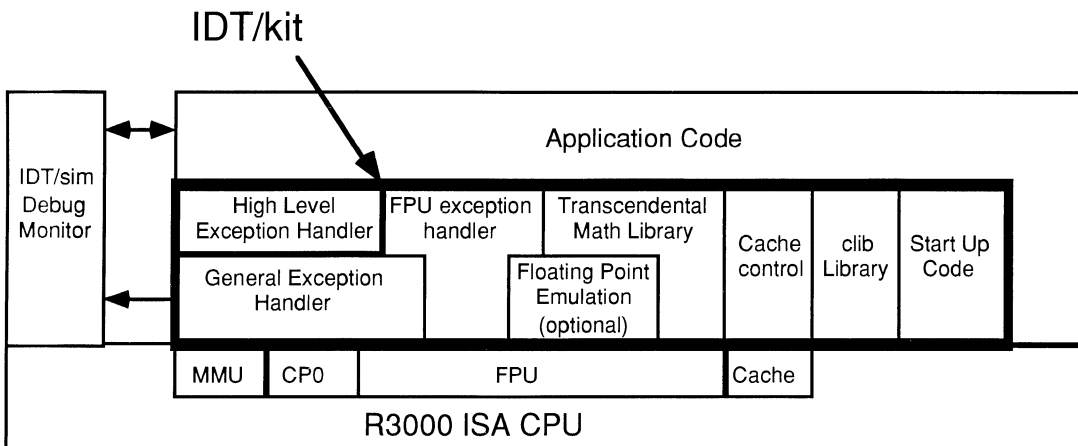 IDT/kit
Application Code
IDT/sim
Debug
Monitor
High Level
Exception Handler
FPU exception
handler
Transcendental
Math Library
Cache
control
clib
Library
Start Up
Code
General Exception
Handler
Floating Point
Emulation
(optional)
MMU
CP0
FPU
Cache
R3000 ISA CPU